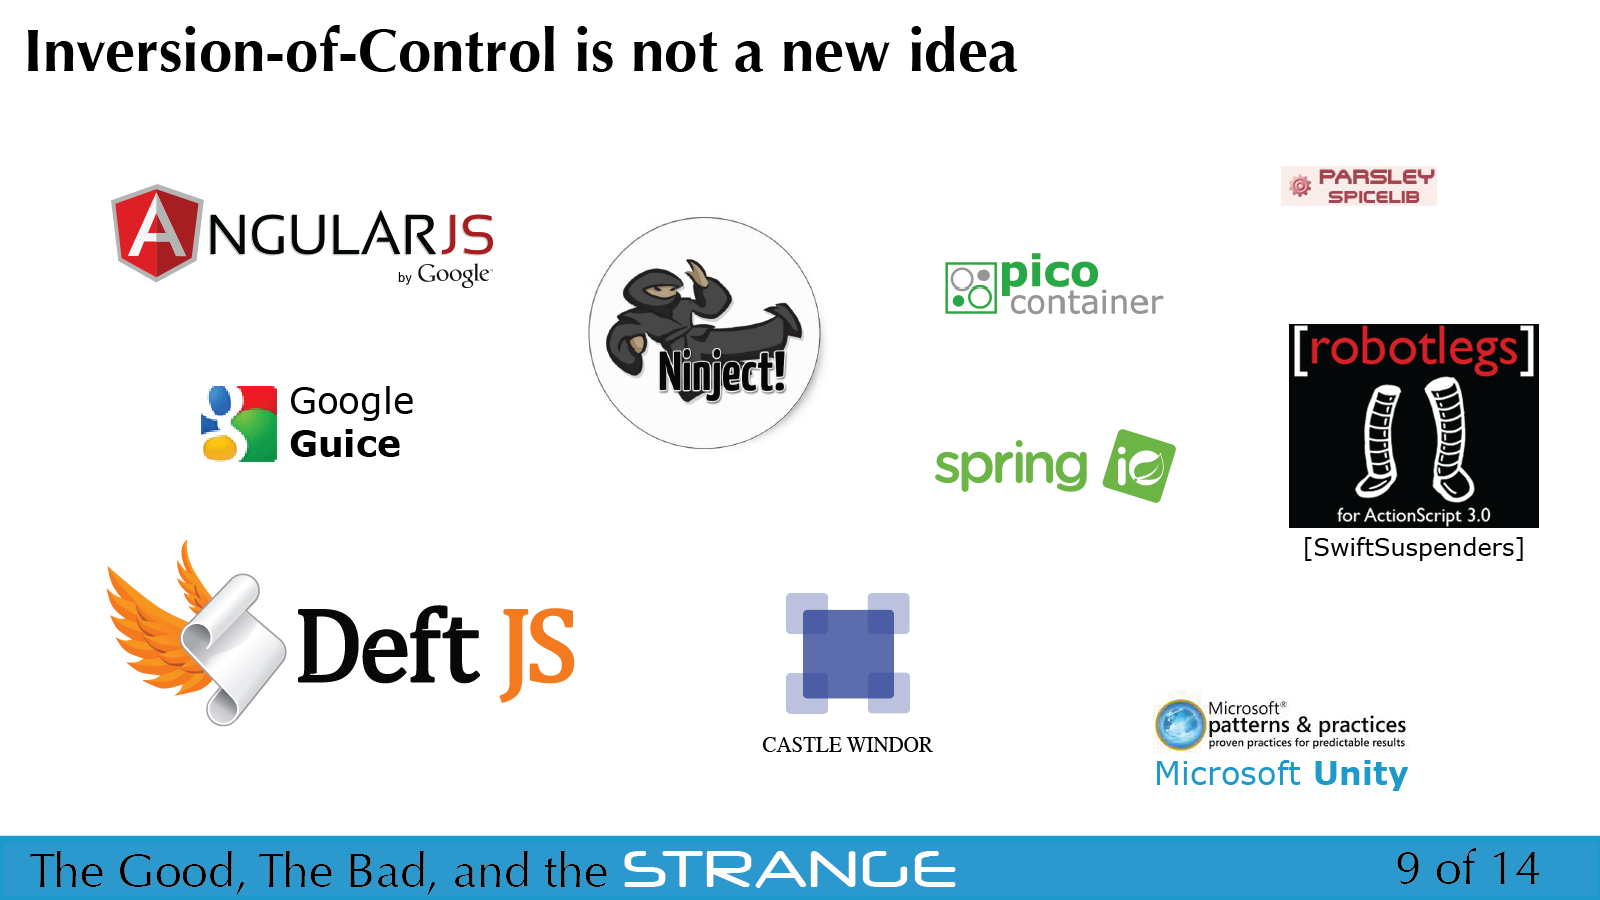 Inversion-of-Control is not a new idea
ANGULARJS
by Google
Ninject!
pico
container
PARSLEY
SPICELIB
Google
Guice
spring
[robotlegs]
for ActionScript 3.0
[SwiftSuspenders]
Deft JS
CASTLE WINDOR
Microsoft®
patterns & practices
proven practices for predictable results
Microsoft Unity
The Good, The Bad, and the STRANGE
9 of 14